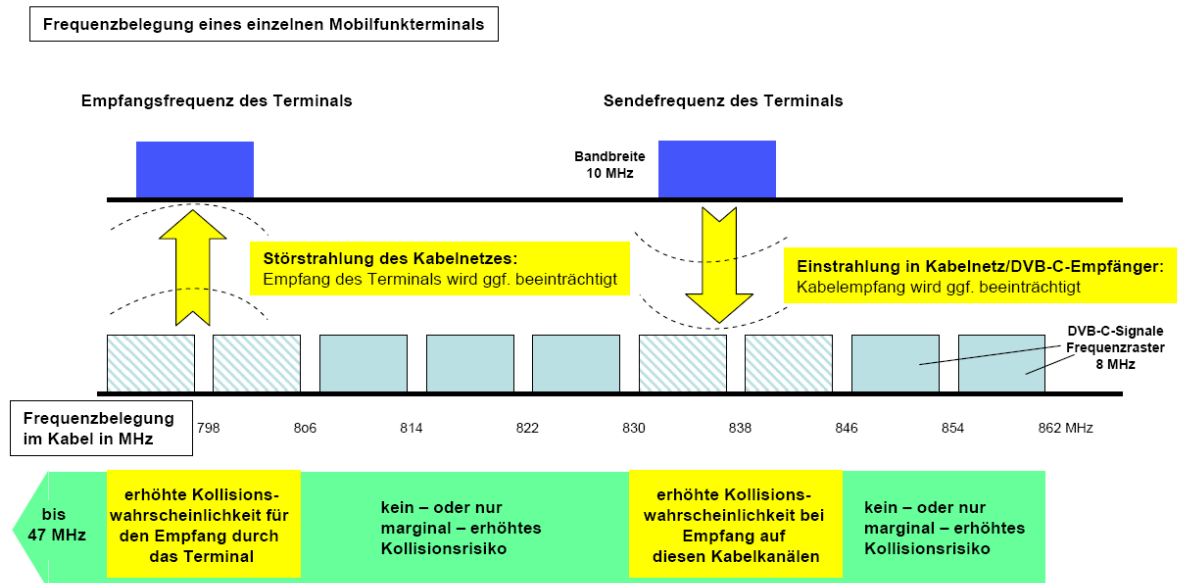 Frequenzbelegung eines einzelnen Mobilfunkterminals
Empfangsfrequenz des Terminals
Sendefrequenz des Terminals
Bandbreite
10 MHz
Störstrahlung des Kabelnetzes:
Empfang des Terminals wird ggf. beeinträchtigt
Einstrahlung in Kabelnetz/DVB-C-Empfänger:
Kabelempfang wird ggf. beeinträchtigt
DVB-C-Signale
Frequenzraster
8 MHz
Frequenzbelegung
im Kabel in MHz
798 806 814 822 830 838 846 854 862 MHz
bis
47 MHz
erhöhte Kollisions-
wahrscheinlichkeit für
den Empfang durch
das Terminal
kein – oder nur
marginal – erhöhtes
Kollisionsrisiko
erhöhte Kollisions-
wahrscheinlichkeit bei
Empfang auf
diesen Kabelkanälen
kein – oder nur
marginal – erhöhtes
Kollisionsrisiko